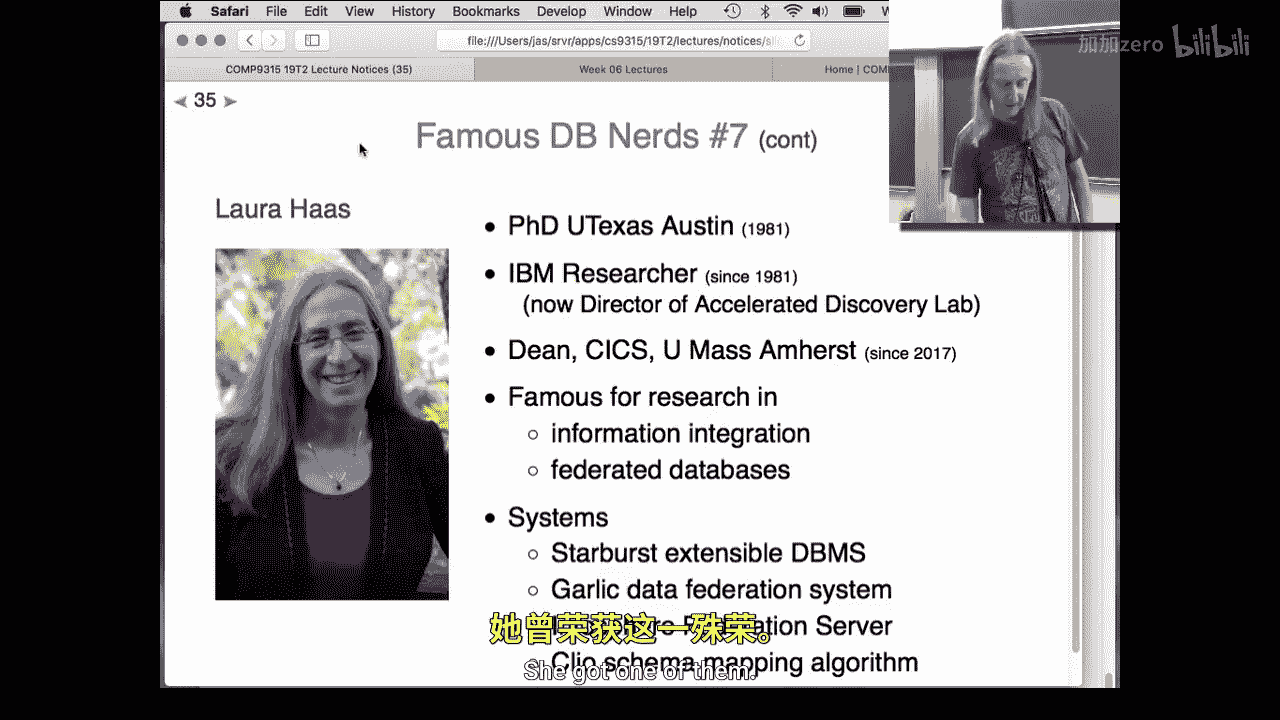 Safari File Edit View History Bookmarks Develop Window Help
file:///Users/jas/srvr/apps/cs9315/19T2/lectures/notices/sl
COMP9315 19T2 Lecture Notices (35) Week 06 Lectures Home | COM
加加zero bilibili
35
Famous DB Nerds #7 (cont)
Laura Haas
• PhD UTexas Austin (1981)
• IBM Researcher (since 1981)
(now Director of Accelerated Discovery Lab)
• Dean, CICS, U Mass Amherst (since 2017)
• Famous for research in
○ information integration
○ federated databases
• Systems
○ Starburst extensible DBMS
○ Garlic data federation system
Server
○ Clio schema mapping algorithm
她曾荣获这一殊荣。
She got one of them.